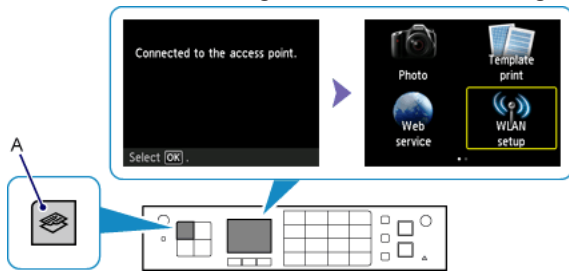 Connected to the access point.
Select OK .
Photo
Template
print
Web
service
WLAN
setup
A